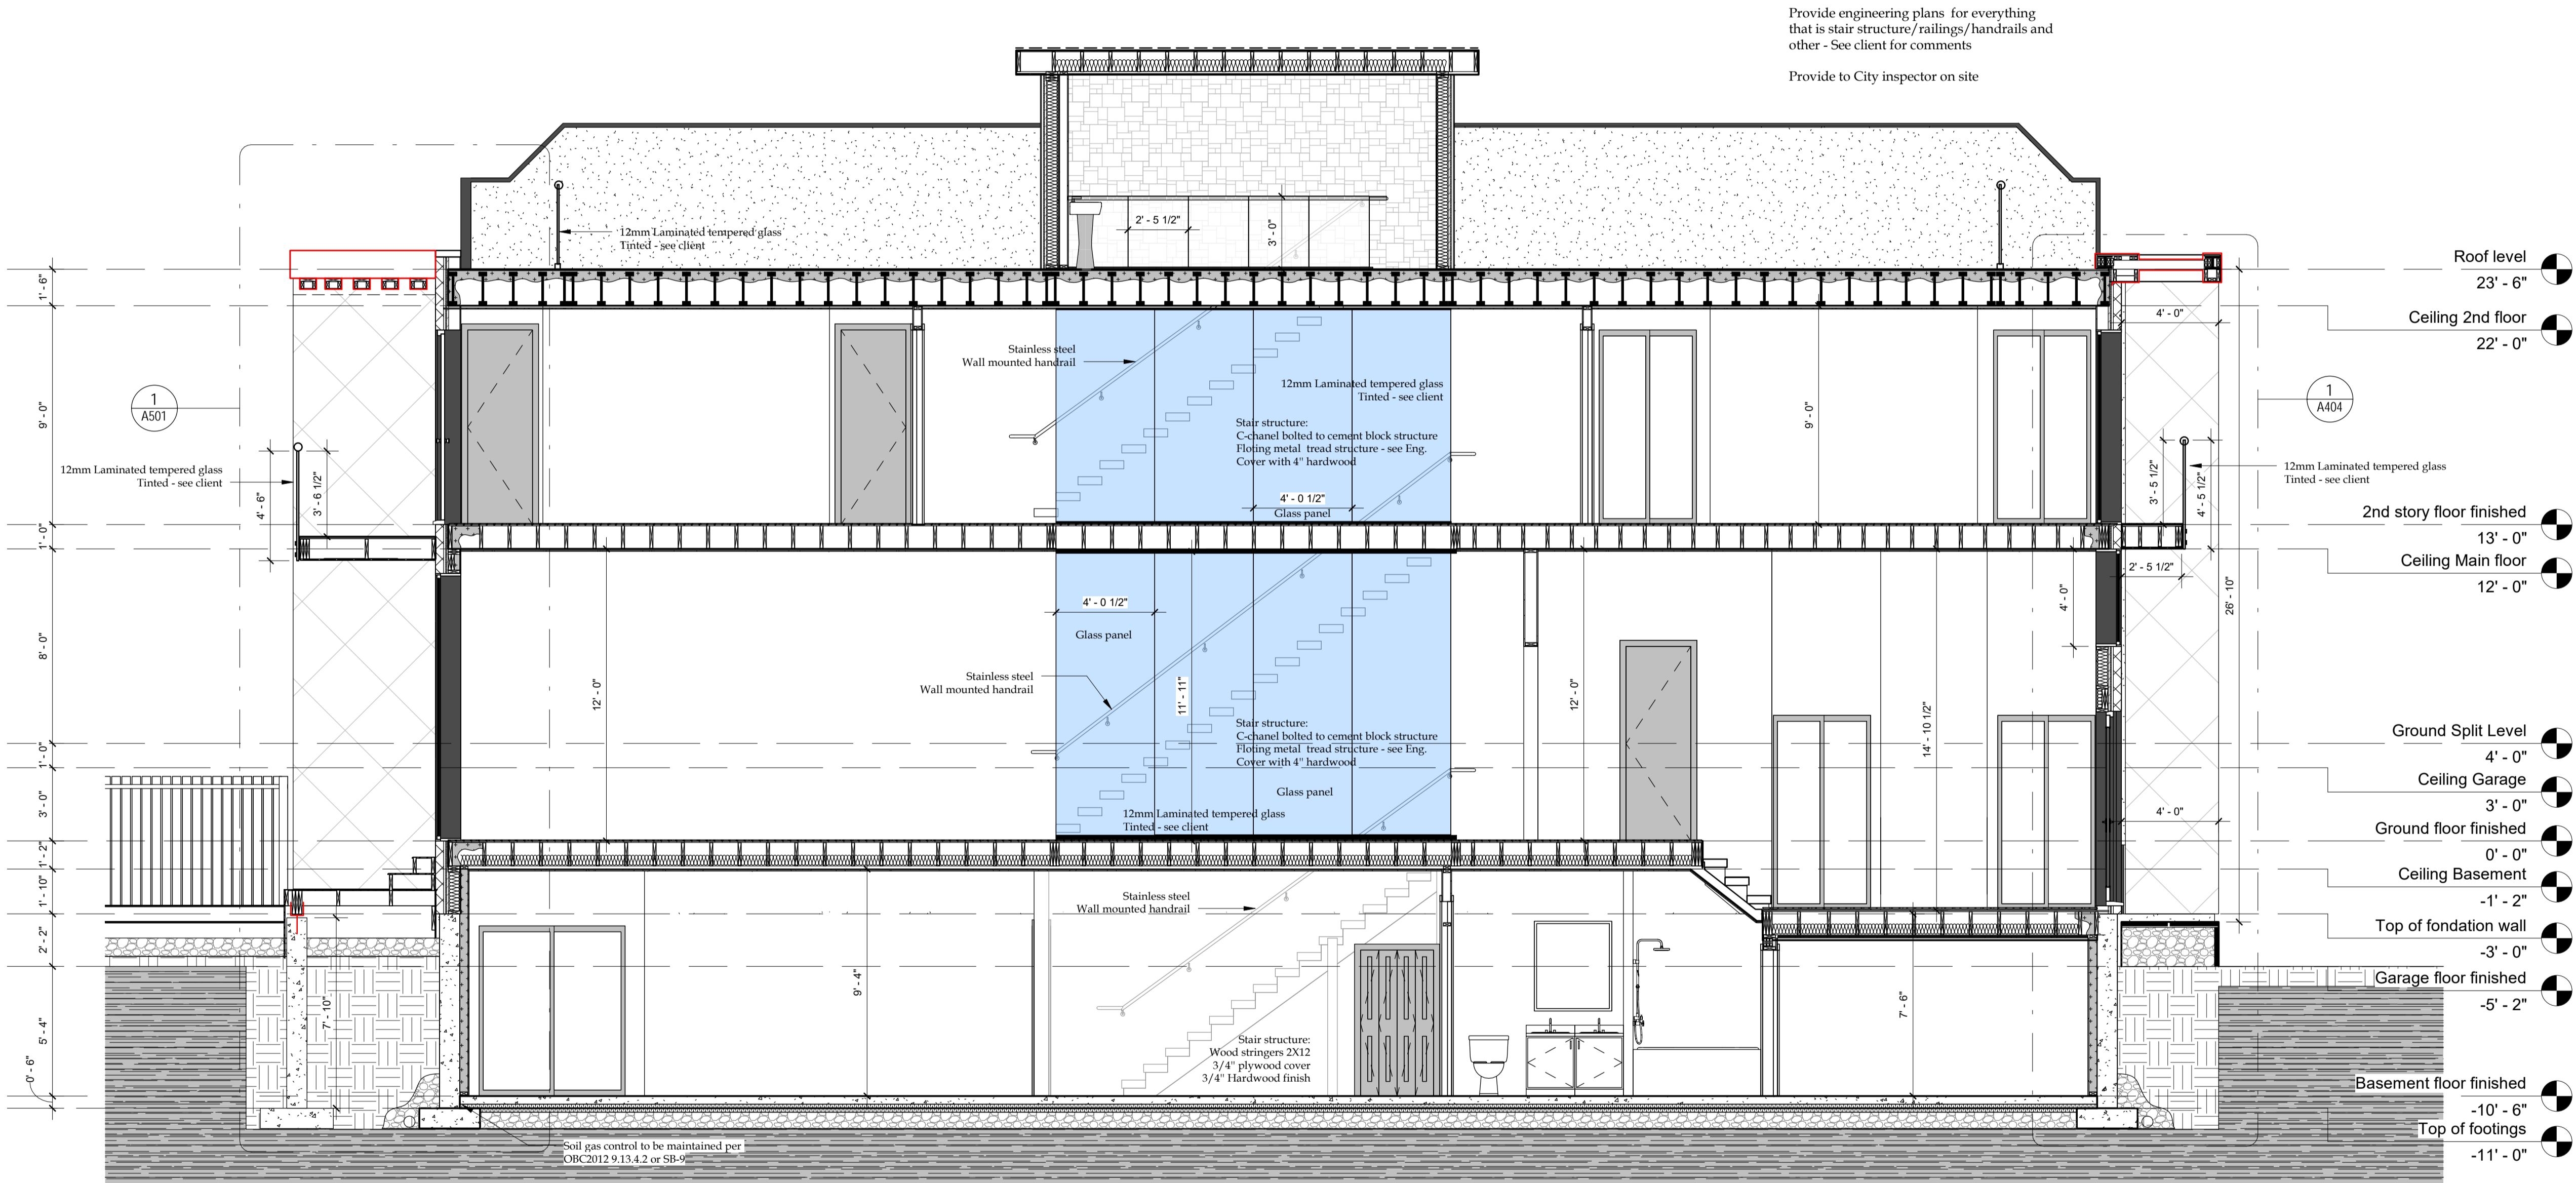 Provide engineering plans for everything
that is stair structure/railings/handrails and
other - See client for comments
Provide to City inspector on site
12mm Laminated tempered glass
Tinted - see client
2' - 5 1/2"
3' - 0"
Roof level
23' - 6"
Ceiling 2nd floor
22' - 0"
2nd story floor finished
13' - 0"
Ceiling Main floor
12' - 0"
Ground Split Level
4' - 0"
Ceiling Garage
3' - 0"
Ground floor finished
0' - 0"
Ceiling Basement
-1' - 2"
Top of fondation wall
-3' - 0"
Garage floor finished
-5' - 2"
Basement floor finished
-10' - 6"
Top of footings
-11' - 0"
1' - 6"
9' - 0"
1' - 0"
8' - 0"
1' - 0"
3' - 0"
1' - 2"
1' - 10"
2' - 2"
5' - 4"
0' - 6"
1
A501
12mm Laminated tempered glass
Tinted - see client
4' - 6"
3' - 6 1/2"
Stainless steel
Wall mounted handrail
12mm Laminated tempered glass
Tinted - see client
Stair structure:
C-chanel bolted to cement block structure
Floting metal tread structure - see Eng.
Cover with 4" hardwood
4' - 0 1/2"
Glass panel
9' - 0"
4' - 0"
1
A404
3' - 5 1/2"
4' - 5 1/2"
12mm Laminated tempered glass
Tinted - see client
2' - 5 1/2"
26' - 10"
4' - 0"
12' - 0"
4' - 0 1/2"
Glass panel
Stainless steel
Wall mounted handrail
11' - 11"
Stair structure:
C-chanel bolted to cement block structure
Floting metal tread structure - see Eng.
Cover with 4" hardwood
Glass panel
12mm Laminated tempered glass
Tinted - see client
12' - 0"
14' - 10 1/2"
4' - 0"
Stainless steel
Wall mounted handrail
9' - 4"
7' - 10"
7' - 6"
Stair structure:
Wood stringers 2X12
3/4" plywood cover
3/4" Hardwood finish
Soil gas control to be maintained per
OBC2012 9.13.4.2 or SB-9